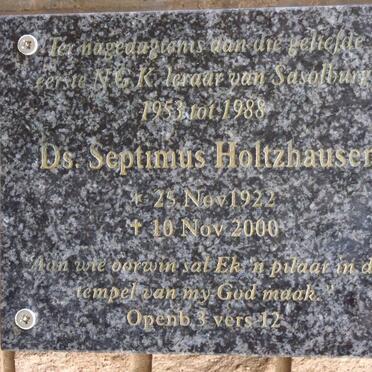 Ter nagedagtenis aan die geliefde
eerste N.G.K. leraar van Sasolburg
1953 tot 1988
Ds. Septimus Holtzhausen
* 25 Nov 1922
✝ 10 Nov 2000
"Aan wie oorwin sal Ek 'n pilaar in d
tempel van my God maak."
Openb 3 vers 12